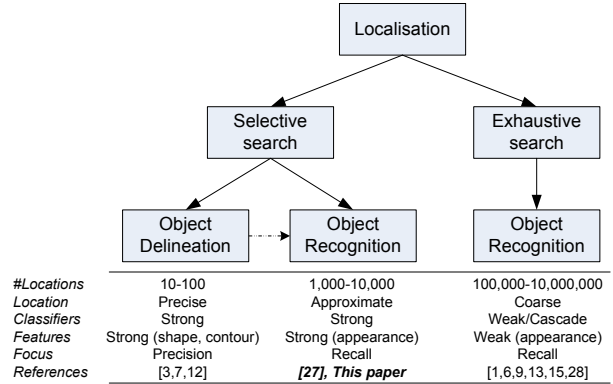 Localisation
Selective search
Exhaustive search
Object Delineation
Object Recognition
Object Recognition
#Locations 10-100 1,000-10,000 100,000-10,000,000
Location Precise Approximate Coarse
Classifiers Strong Strong Weak/Cascade
Features Strong (shape, contour) Strong (appearance) Weak (appearance)
Focus Precision Recall Recall
References [3,7,12] [27], This paper [1,6,9,13,15,28]